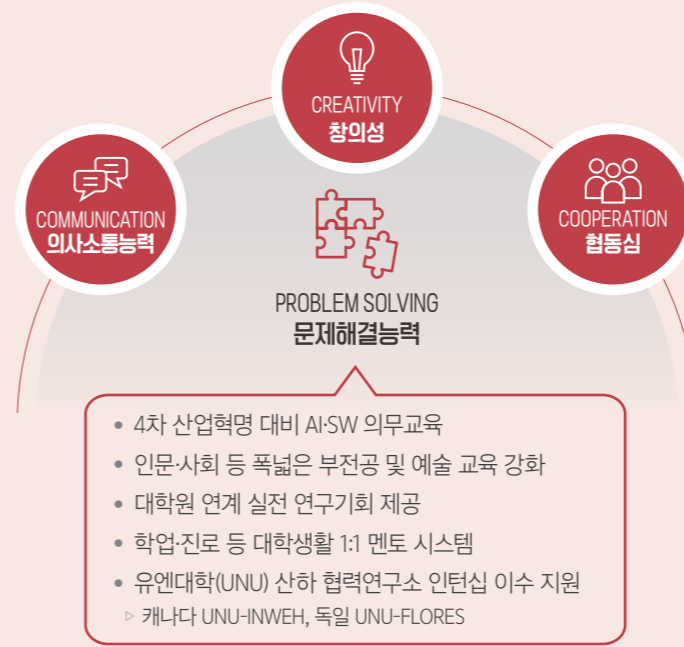 CREATIVITY
창의성
COMMUNICATION
의사소통능력
COOPERATION
협동심
PROBLEM SOLVING
문제해결능력
• 4차 산업혁명 대비 AI·SW 의무교육
• 인문·사회 등 폭넓은 부전공 및 예술 교육 강화
• 대학원 연계 실전 연구기회 제공
• 학업·진로 등 대학생활 1:1 멘토 시스템
• 유엔대학(UNU) 산하 협력연구소 인턴십 이수 지원
▷ 캐나다 UNU-INWEH, 독일 UNU-FLORES